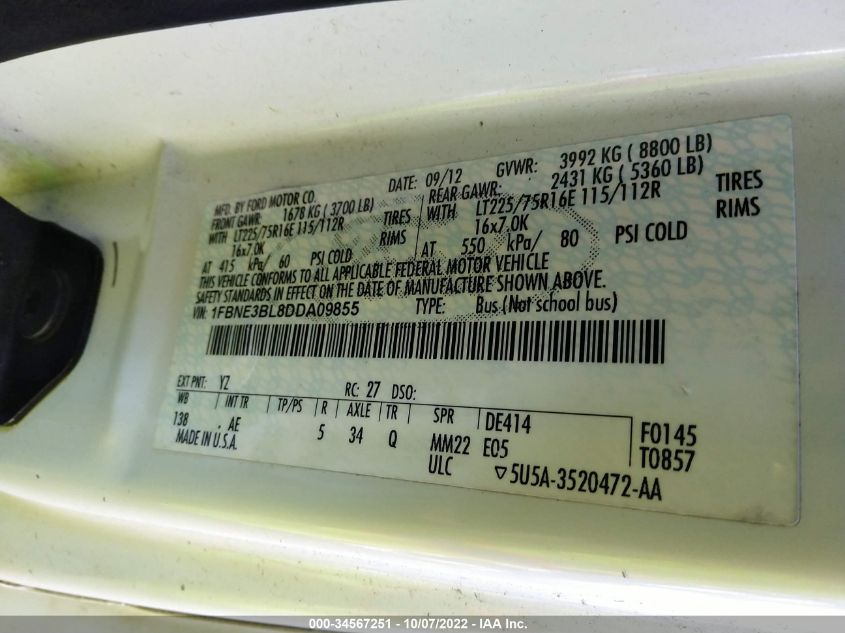 MFD. BY FORD MOTOR CO.
DATE: 09/12 GVWR: 3992 KG ( 8800 LB)
FRONT GAWR: 1678 KG ( 3700 LB)
REAR GAWR: 2431 KG ( 5360 LB)
WITH LT225/75R16E 115/112R TIRES
WITH LT225/75R16E 115/112R TIRES
16x7.0K RIMS
16x7.0K RIMS
AT 415 kPa/ 60 PSI COLD
AT 550 kPa/ 80 PSI COLD
THIS VEHICLE CONFORMS TO ALL APPLICABLE FEDERAL MOTOR VEHICLE
SAFETY STANDARDS IN EFFECT ON THE DATE OF MANUFACTURE SHOWN ABOVE.
VIN: 1FBNE3BL8DDA09855 TYPE: Bus (Not school bus)
EXT PNT: YZ RC: 27 DSO:
WB INT TR TP/PS R AXLE TR SPR DE414 F0145
138 . AE 5 34 Q MM22 E05 T0857
MADE IN U.S.A. ULC ▽5U5A-3520472-AA
000-34567251 - 10/07/2022 - IAA Inc.